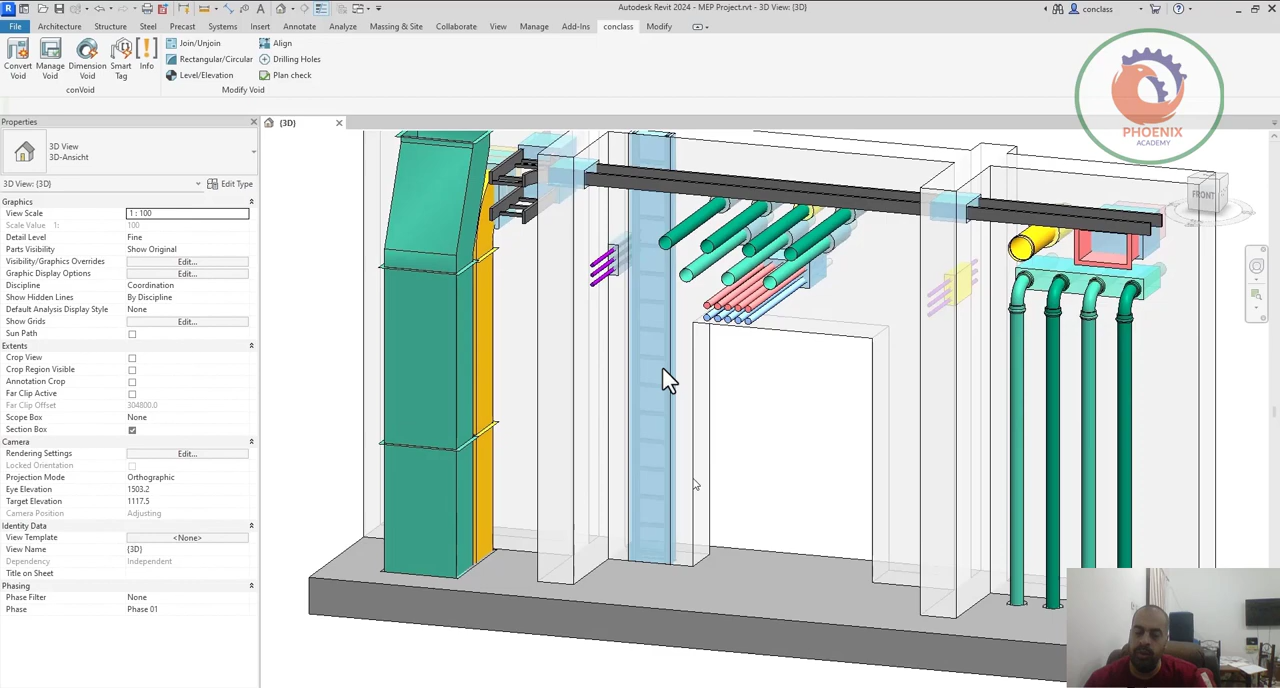 Autodesk Revit 2024 - MEP Project.rvt - 3D View: {3D}
conclass
File Architecture Structure Steel Precast Systems Insert Annotate Analyze Massing & Site Collaborate View Manage Add-Ins conclass Modify
Convert Void
Manage Void
Dimension Void
Smart Tag
Info
conVoid
Join/Unjoin
Rectangular/Circular
Level/Elevation
Align
Drilling Holes
Plan check
Modify Void
PHOENIX
ACADEMY
Properties
{3D}
3D View
3D-Ansicht
3D View: {3D}
Edit Type
Graphics
View Scale 1 : 100
Scale Value 1: 100
Detail Level Fine
Parts Visibility Show Original
Visibility/Graphics Overrides Edit...
Graphic Display Options Edit...
Discipline Coordination
Show Hidden Lines By Discipline
Default Analysis Display Style None
Show Grids Edit...
Sun Path
Extents
Crop View
Crop Region Visible
Annotation Crop
Far Clip Active
Far Clip Offset 304800.0
Scope Box None
Section Box
Camera
Rendering Settings Edit...
Locked Orientation
Projection Mode Orthographic
Eye Elevation 1503.2
Target Elevation 1117.5
Camera Position Adjusting
Identity Data
View Template <None>
View Name {3D}
Dependency Independent
Title on Sheet
Phasing
Phase Filter None
Phase Phase 01
FRONT